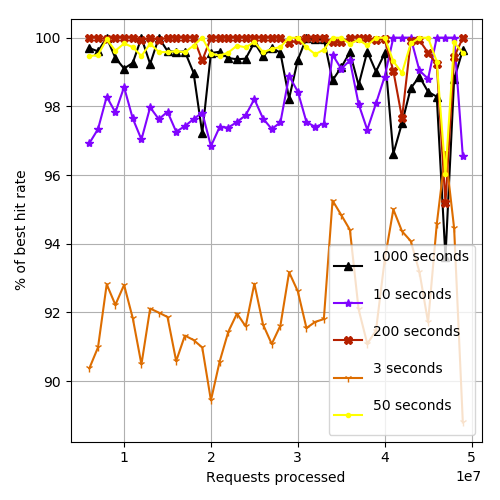 100
98
96
94
92
90
% of best hit rate
1000 seconds
10 seconds
200 seconds
3 seconds
50 seconds
1 2 3 4 5
1e7
Requests processed